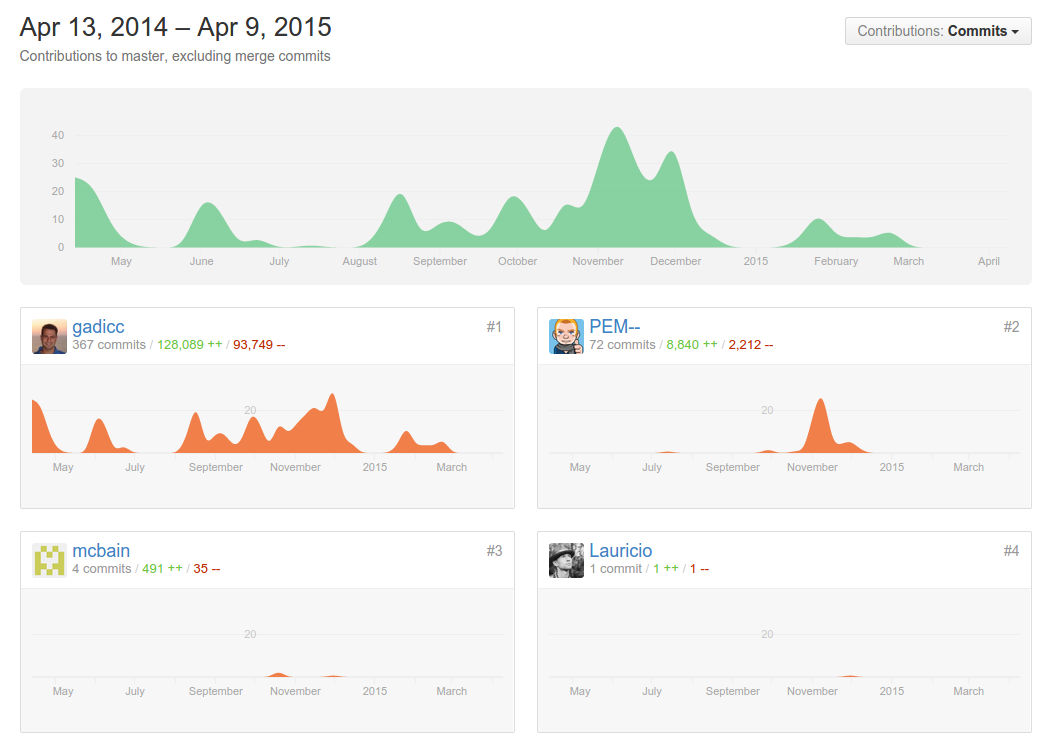 Apr 13, 2014 – Apr 9, 2015
Contributions: Commits
Contributions to master, excluding merge commits
40
30
20
10
0
May June July August September October November December 2015 February March April
gadicc #1
367 commits / 128,089 ++ / 93,749 --
20
May July September November 2015 March
PEM-- #2
72 commits / 8,840 ++ / 2,212 --
20
May July September November 2015 March
mcbain #3
4 commits / 491 ++ / 35 --
20
May July September November 2015 March
Lauricio #4
1 commit / 1 ++ / 1 --
20
May July September November 2015 March